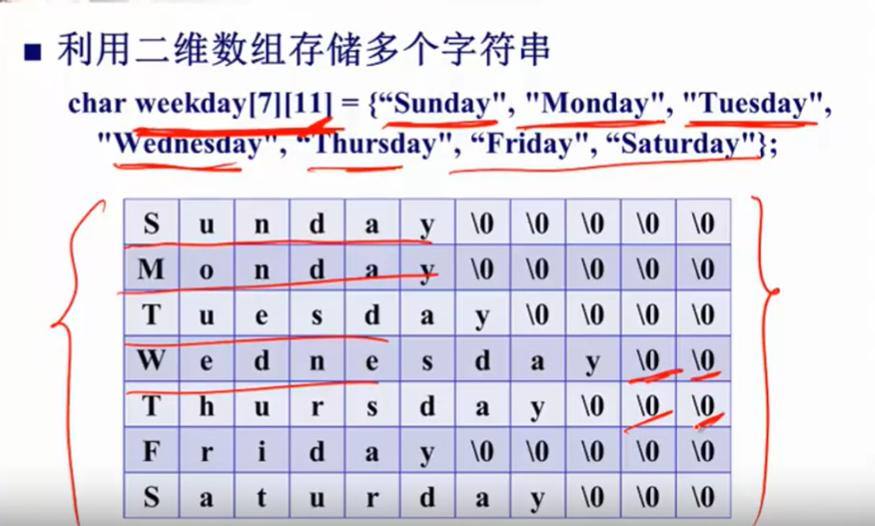 ■ 利用二维数组存储多个字符串
char weekday[7][11] = {“Sunday", "Monday", "Tuesday",
"Wednesday", “Thursday", “Friday", “Saturday"};
S u n d a y \0 \0 \0 \0 \0
M o n d a y \0 \0 \0 \0 \0
T u e s d a y \0 \0 \0 \0
W e d n e s d a y \0 \0
T h u r s d a y \0 \0 \0
F r i d a y \0 \0 \0 \0 \0
S a t u r d a y \0 \0 \0